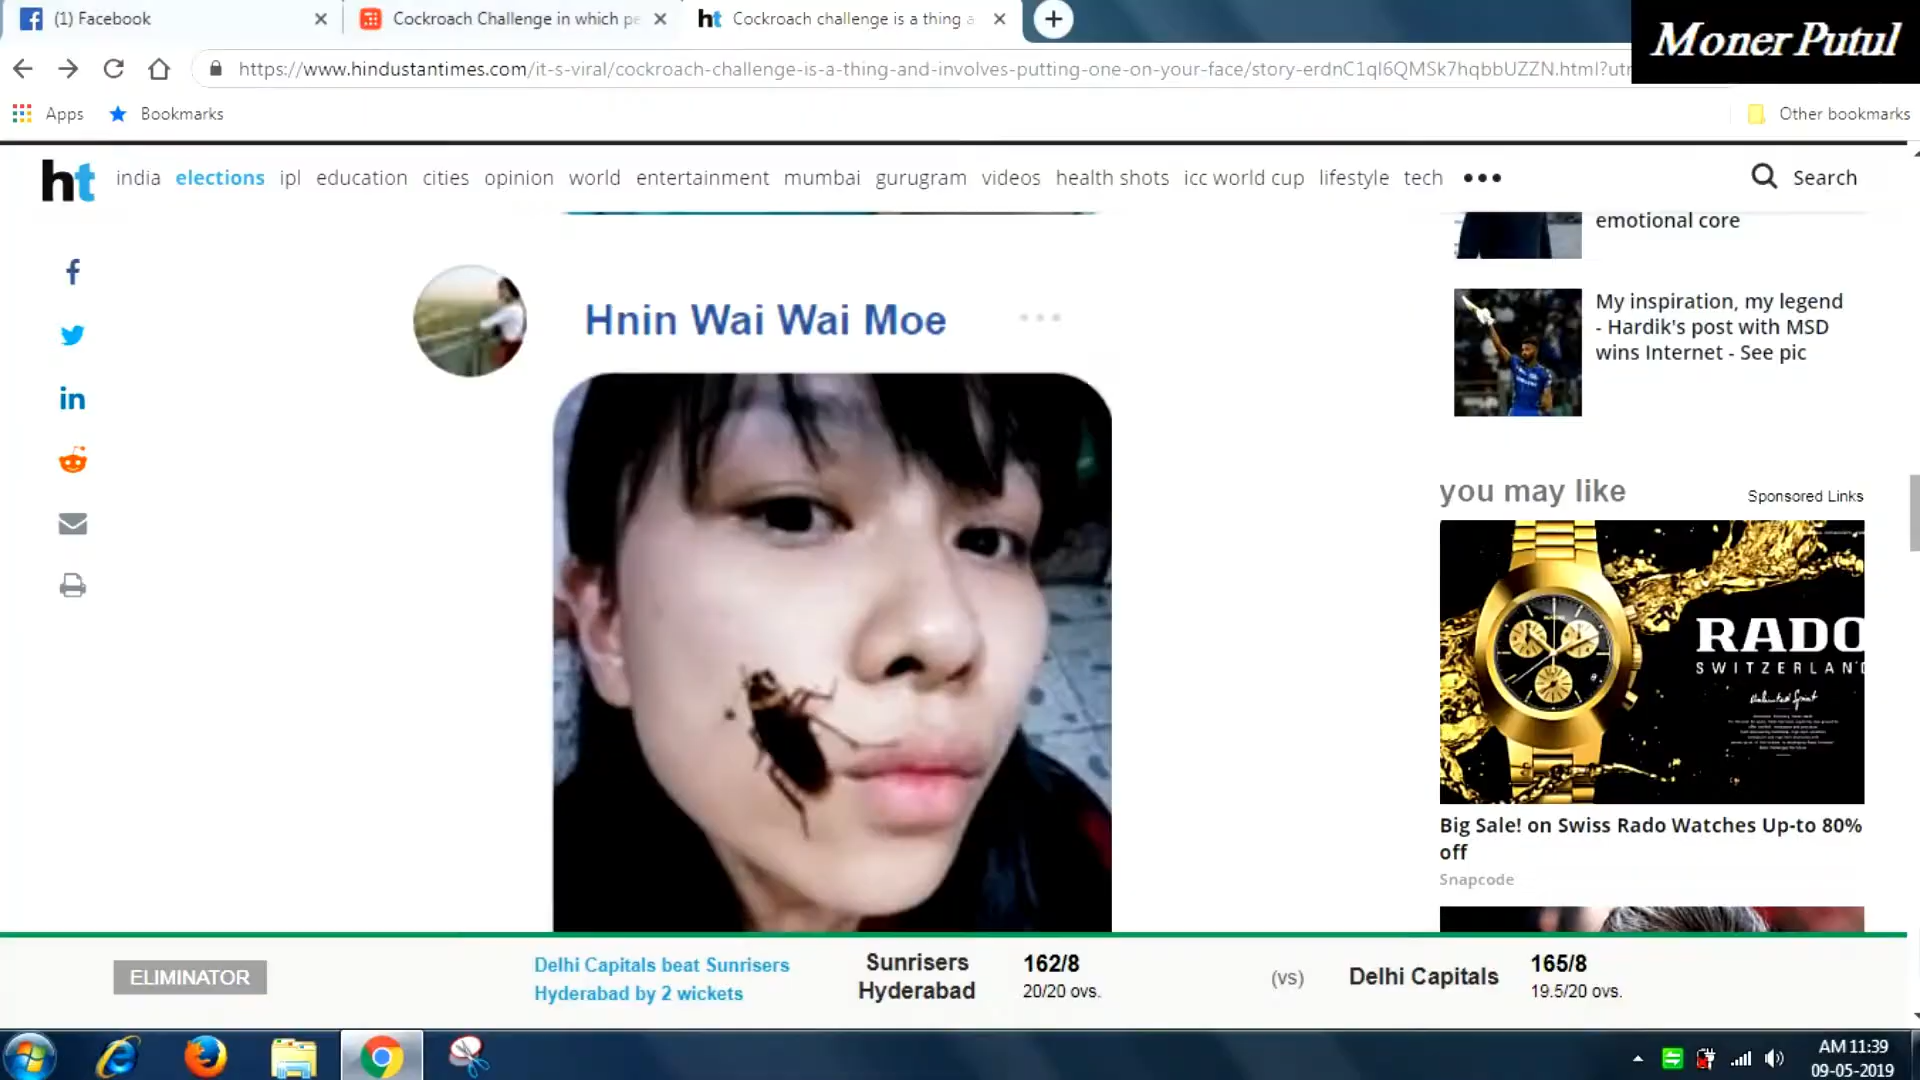 (1) Facebook
Cockroach Challenge in which pe
ht Cockroach challenge is a thing a
Moner Putul
https://www.hindustantimes.com/it-s-viral/cockroach-challenge-is-a-thing-and-involves-putting-one-on-your-face/story-erdnC1ql6QMSk7hqbbUZZN.html?utm
Apps
Bookmarks
Other bookmarks
ht
india elections ipl education cities opinion world entertainment mumbai gurugram videos health shots icc world cup lifestyle tech
Search
emotional core
Hnin Wai Wai Moe
My inspiration, my legend
- Hardik's post with MSD
wins Internet - See pic
you may like
Sponsored Links
RADO
SWITZERLAND
Big Sale! on Swiss Rado Watches Up-to 80%
off
Snapcode
ELIMINATOR
Delhi Capitals beat Sunrisers
Hyderabad by 2 wickets
Sunrisers
Hyderabad
162/8
20/20 ovs.
(vs)
Delhi Capitals
165/8
19.5/20 ovs.
AM 11:39
09-05-2019